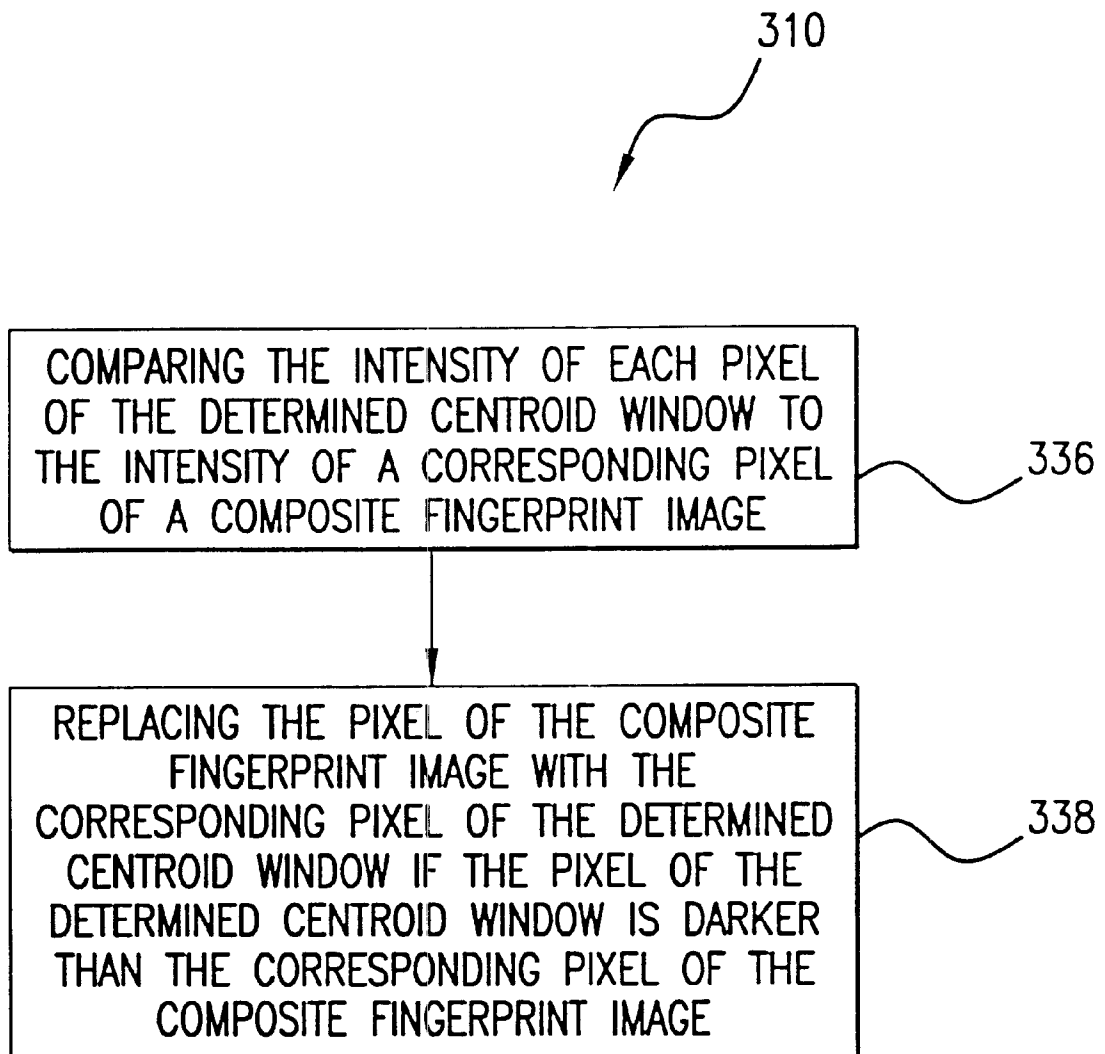 310
COMPARING THE INTENSITY OF EACH PIXEL
OF THE DETERMINED CENTROID WINDOW TO
THE INTENSITY OF A CORRESPONDING PIXEL
OF A COMPOSITE FINGERPRINT IMAGE
336
REPLACING THE PIXEL OF THE COMPOSITE
FINGERPRINT IMAGE WITH THE
CORRESPONDING PIXEL OF THE DETERMINED
CENTROID WINDOW IF THE PIXEL OF THE
DETERMINED CENTROID WINDOW IS DARKER
THAN THE CORRESPONDING PIXEL OF THE
COMPOSITE FINGERPRINT IMAGE
338